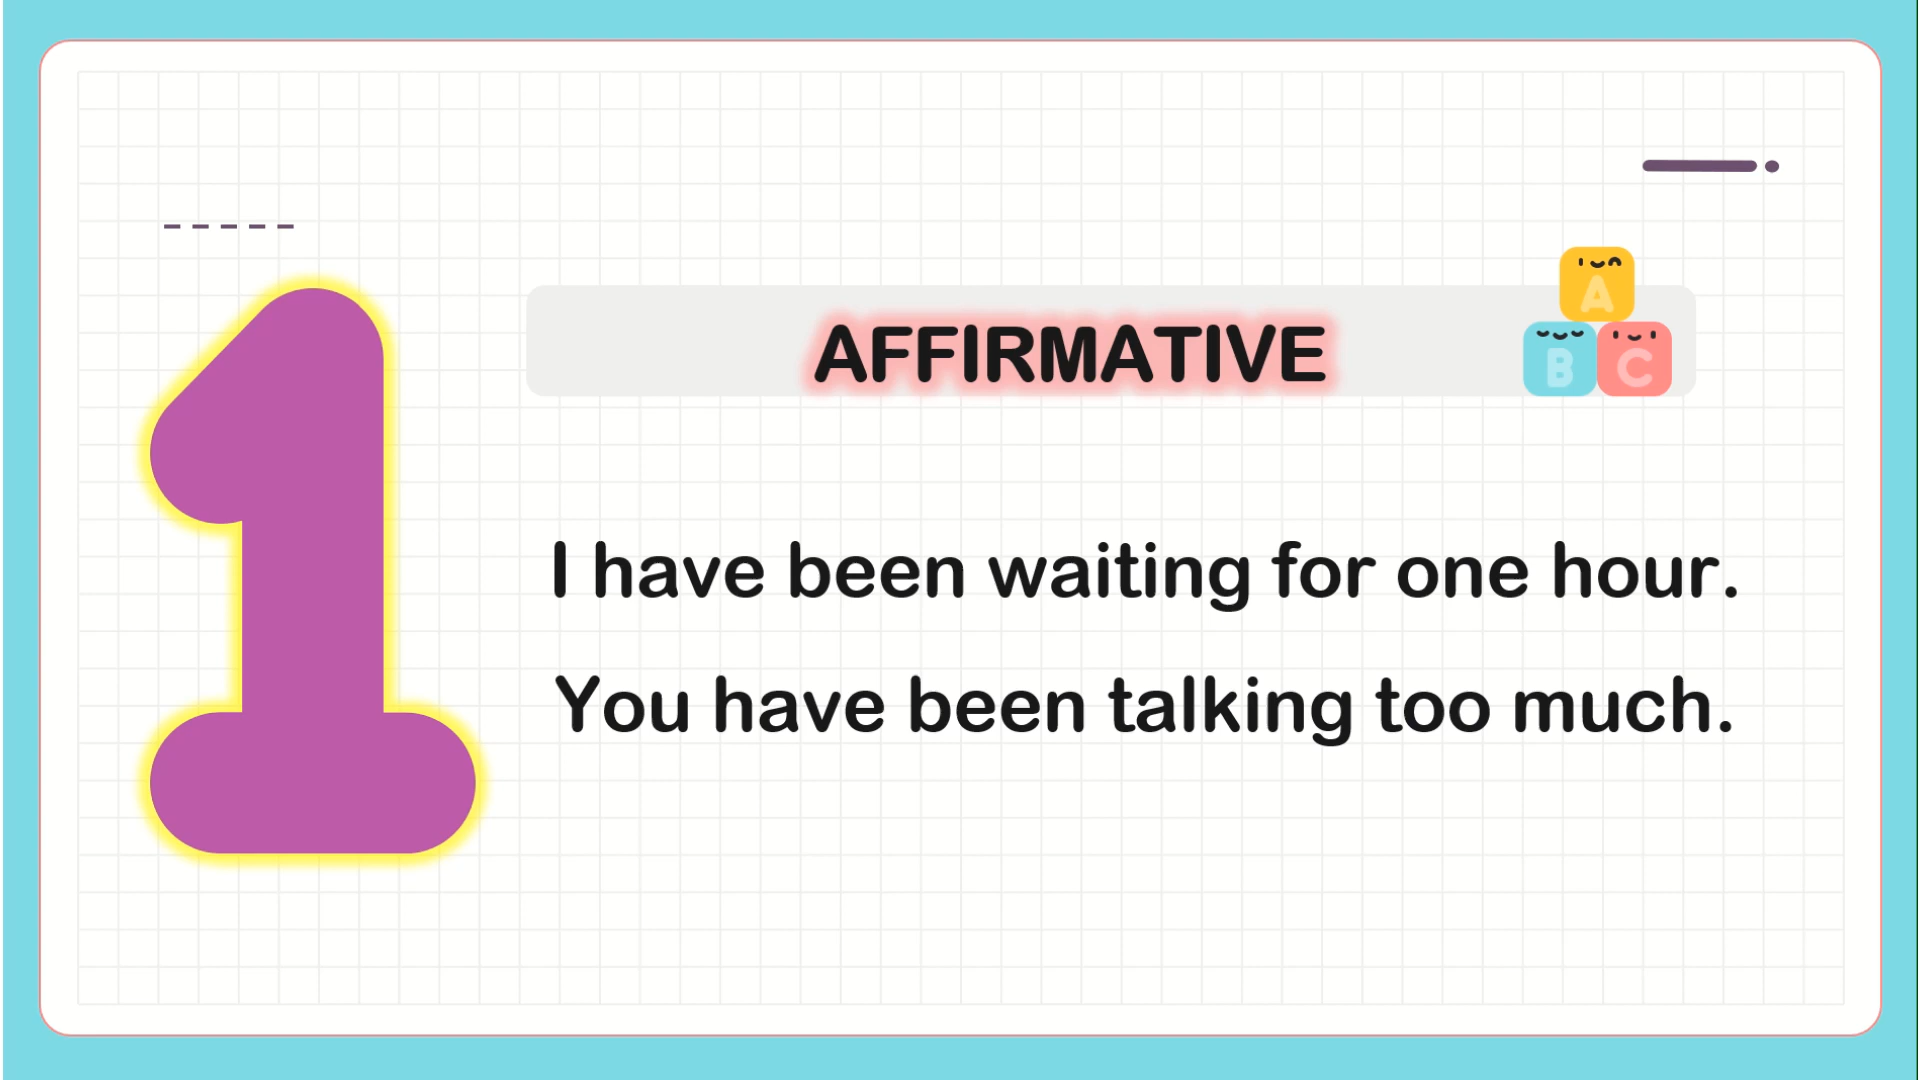 1
AFFIRMATIVE
A
B C
I have been waiting for one hour.
You have been talking too much.